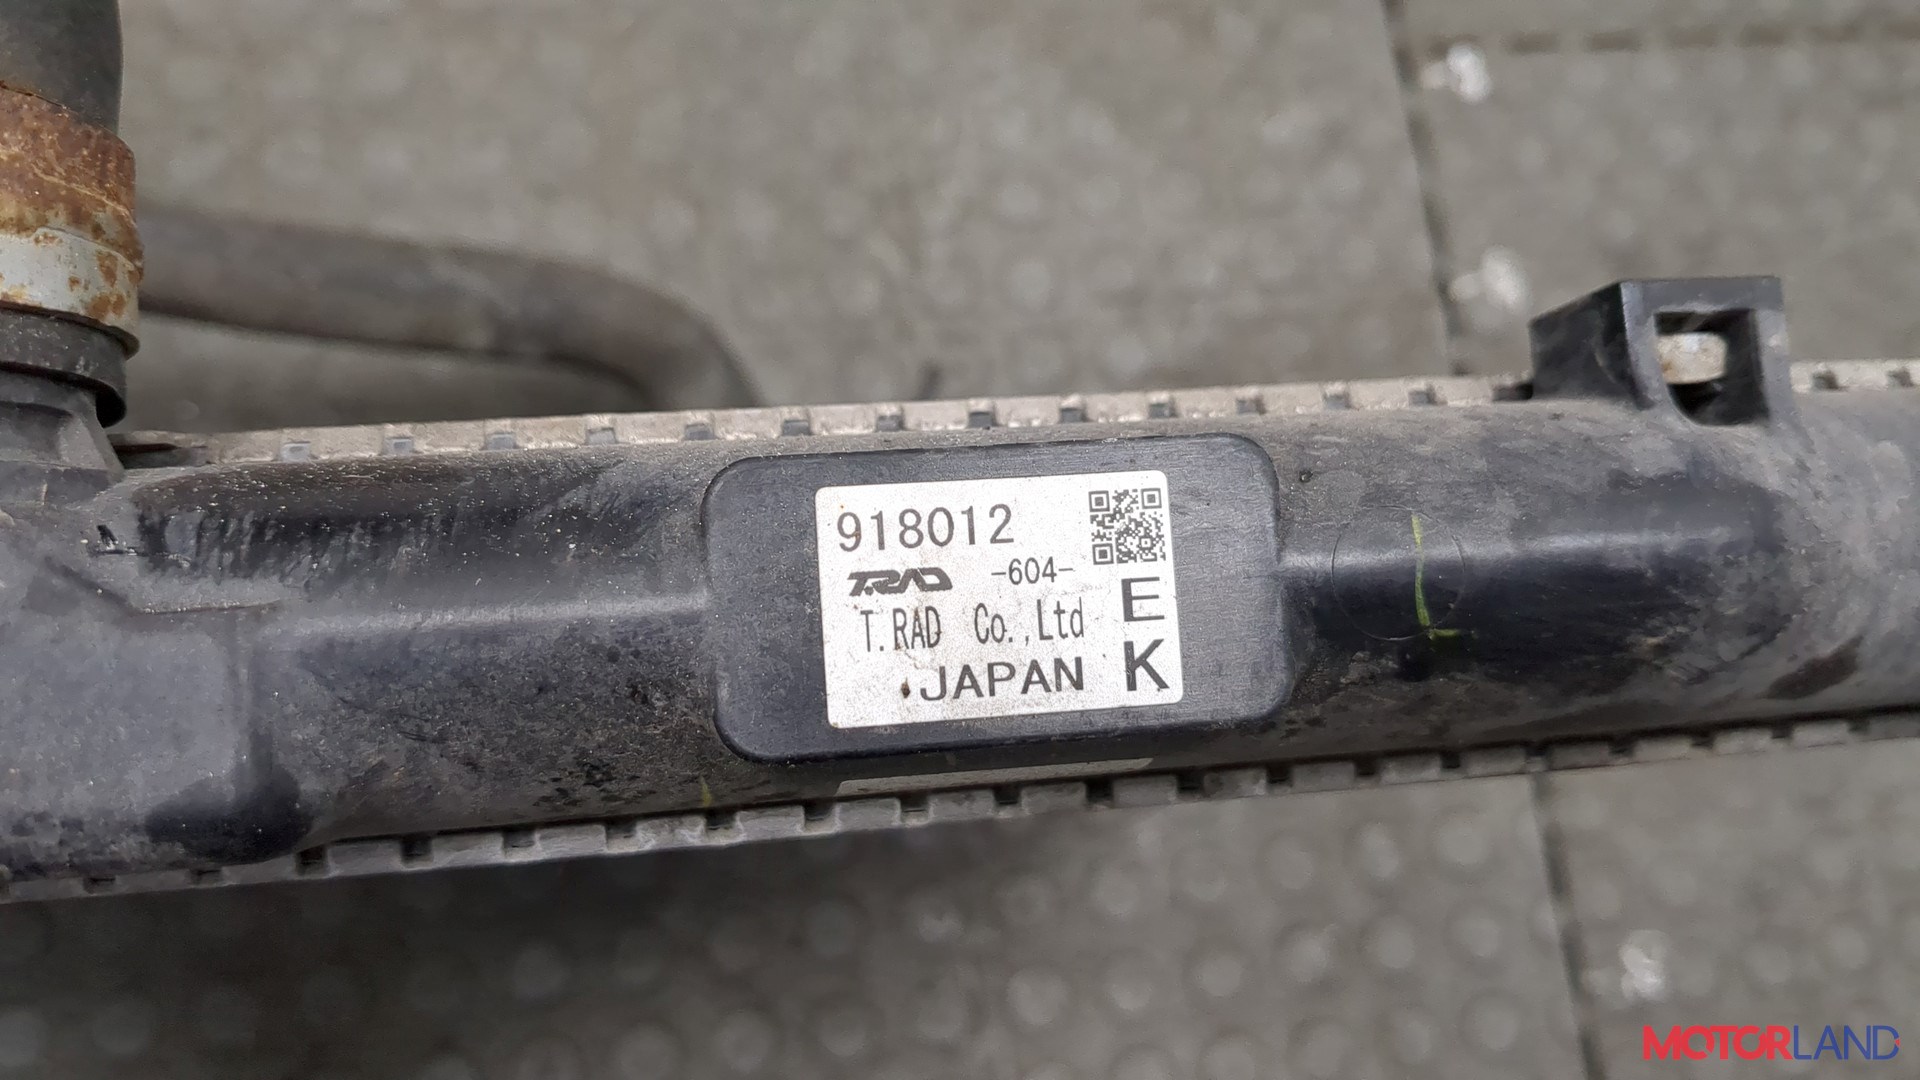 918012
T.RAD -604-
T.RAD Co.,Ltd E
JAPAN K
MOTORLAND